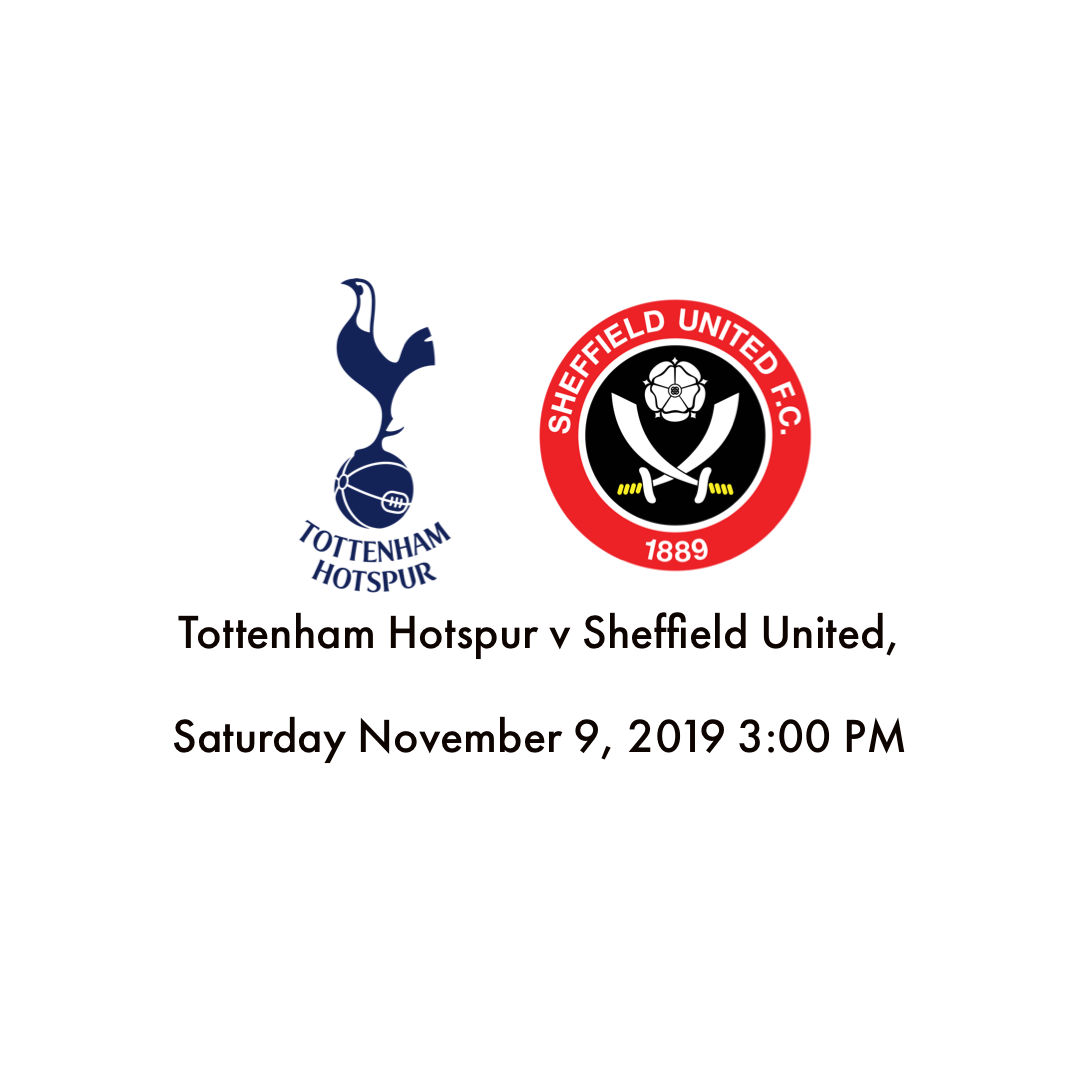 TOTTENHAM
HOTSPUR
SHEFFIELD UNITED F.C.
1889
Tottenham Hotspur v Sheffield United,
Saturday November 9, 2019 3:00 PM